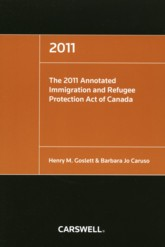 2011
The 2011 Annotated
Immigration and Refugee
Protection Act of Canada
Henry M. Goslett & Barbara Jo Caruso
CARSWELL®